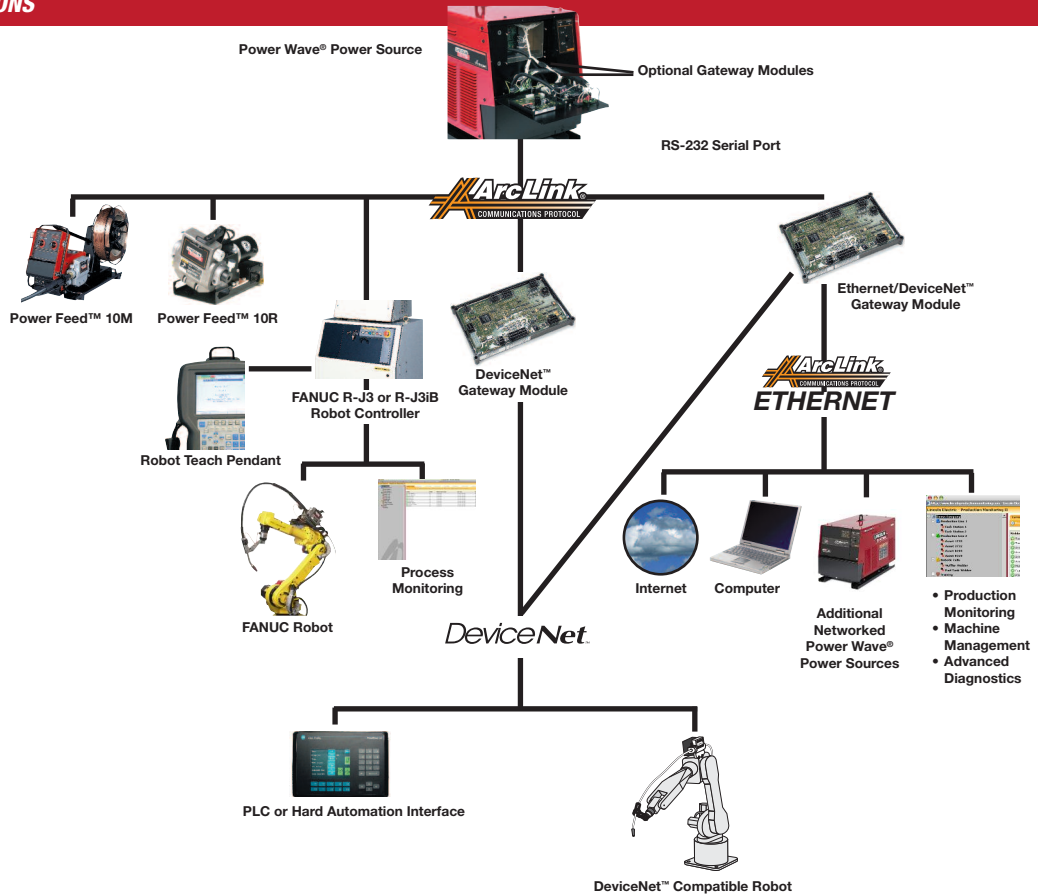 ONS
Power Wave® Power Source
Optional Gateway Modules
RS-232 Serial Port
ArcLink®
COMMUNICATIONS PROTOCOL
Power Feed™ 10M
Power Feed™ 10R
Ethernet/DeviceNet™
Gateway Module
DeviceNet™
Gateway Module
FANUC R-J3 or R-J3iB
Robot Controller
ArcLink®
COMMUNICATIONS PROTOCOL
ETHERNET
Robot Teach Pendant
Process
Monitoring
FANUC Robot
Internet
Computer
Additional
Networked
Power Wave®
Power Sources
• Production
Monitoring
• Machine
Management
• Advanced
Diagnostics
DeviceNet™
PLC or Hard Automation Interface
DeviceNet™ Compatible Robot